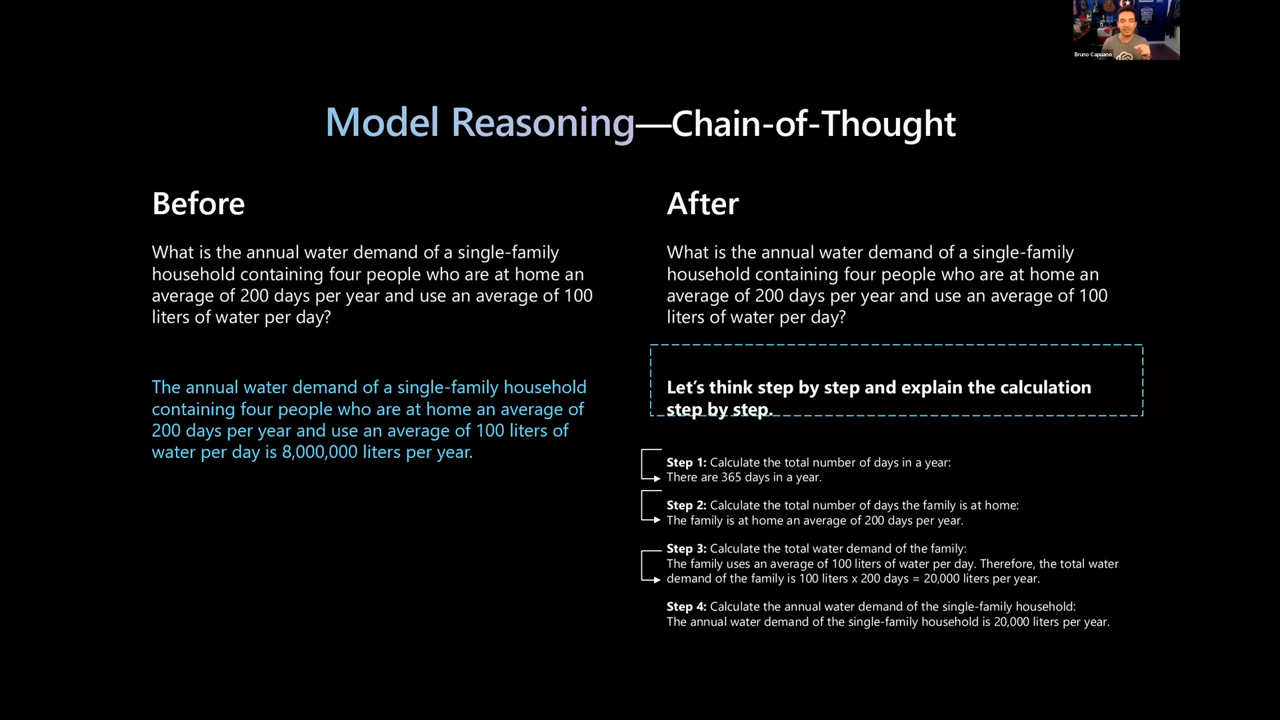 Bruno Capuano
Model Reasoning—Chain-of-Thought
Before
What is the annual water demand of a single-family
household containing four people who are at home an
average of 200 days per year and use an average of 100
liters of water per day?
The annual water demand of a single-family household
containing four people who are at home an average of
200 days per year and use an average of 100 liters of
water per day is 8,000,000 liters per year.
After
What is the annual water demand of a single-family
household containing four people who are at home an
average of 200 days per year and use an average of 100
liters of water per day?
Let’s think step by step and explain the calculation
step by step.
Step 1: Calculate the total number of days in a year:
There are 365 days in a year.
Step 2: Calculate the total number of days the family is at home:
The family is at home an average of 200 days per year.
Step 3: Calculate the total water demand of the family:
The family uses an average of 100 liters of water per day. Therefore, the total water
demand of the family is 100 liters x 200 days = 20,000 liters per year.
Step 4: Calculate the annual water demand of the single-family household:
The annual water demand of the single-family household is 20,000 liters per year.